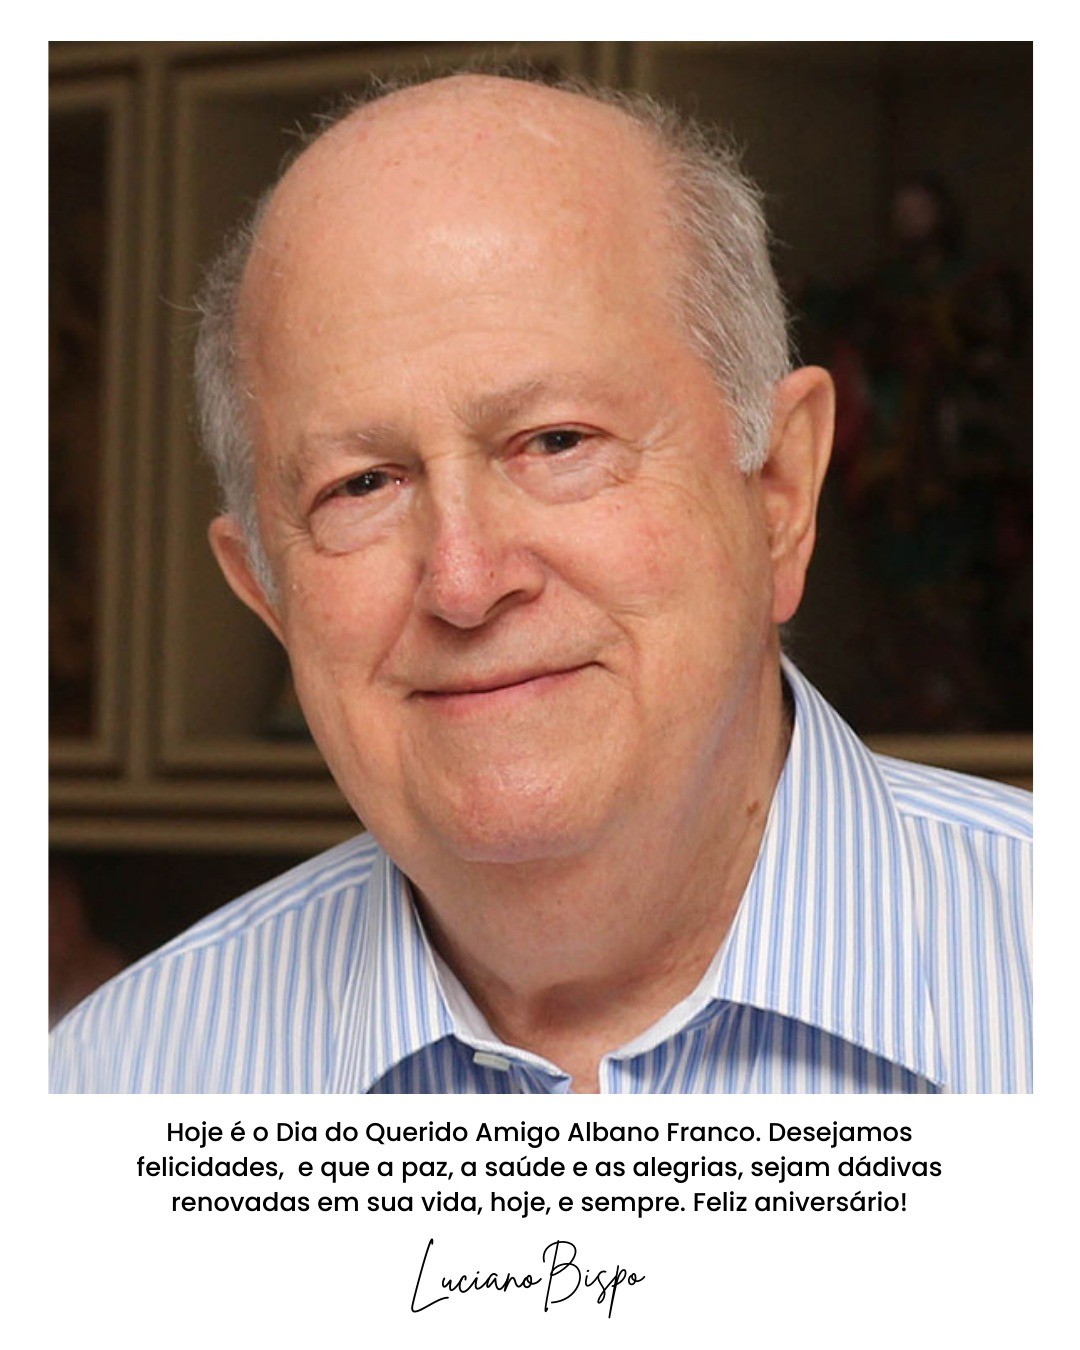 Hoje é o Dia do Querido Amigo Albano Franco. Desejamos
felicidades,  e que a paz, a saúde e as alegrias, sejam dádivas
renovadas em sua vida, hoje, e sempre. Feliz aniversário!
Luciano Bispo